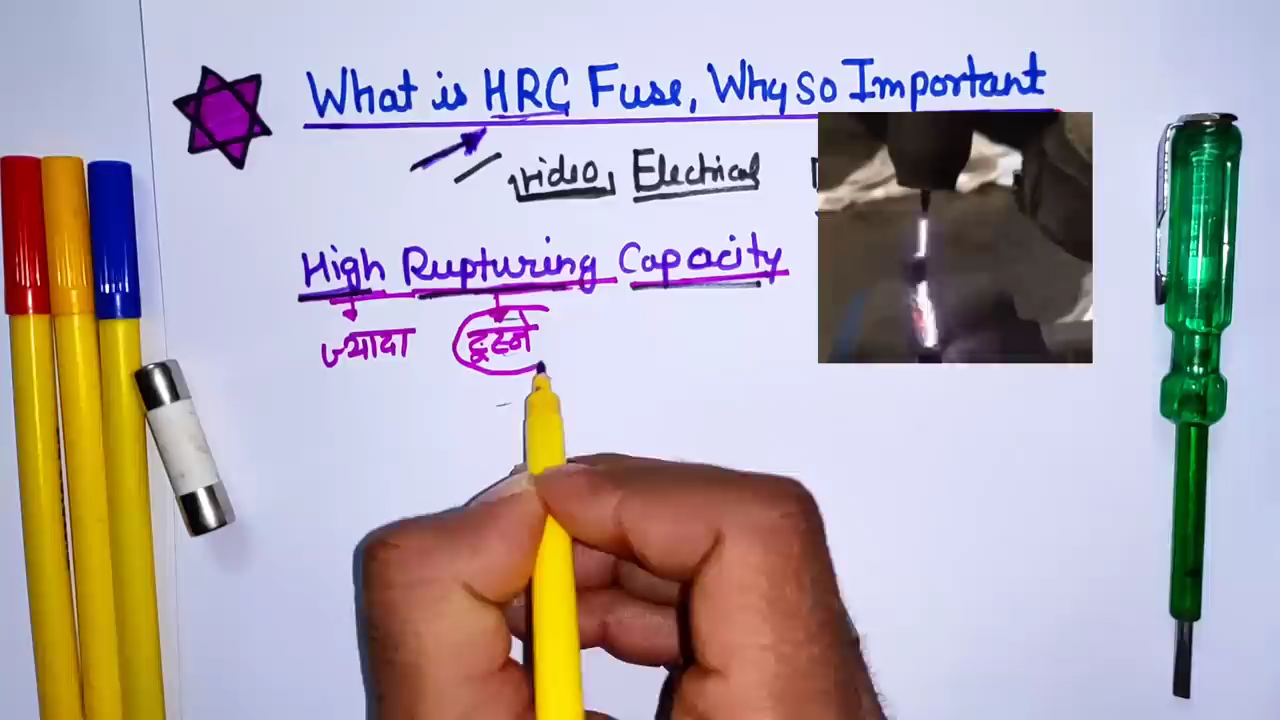 What is HRC Fuse, Why So Important
video Electrical
High Rupturing Capacity
ज्यादा टूटने